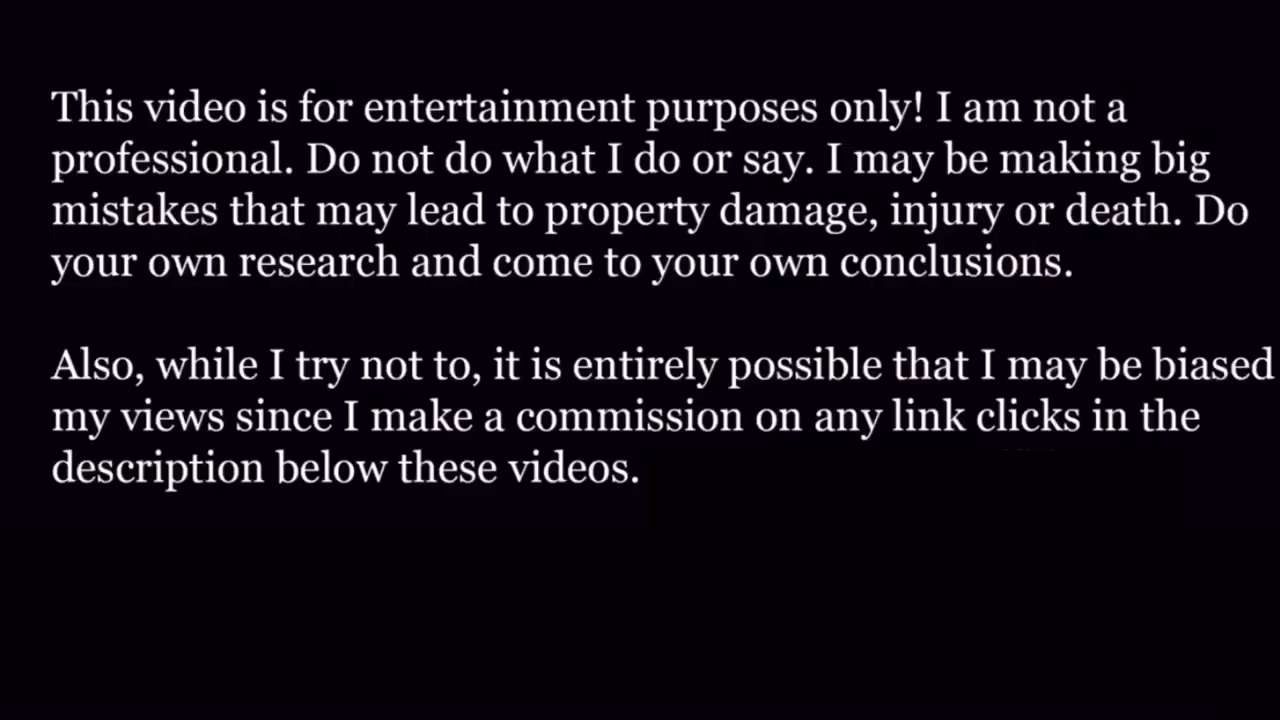 This video is for entertainment purposes only! I am not a
professional. Do not do what I do or say. I may be making big
mistakes that may lead to property damage, injury or death. Do
your own research and come to your own conclusions.
Also, while I try not to, it is entirely possible that I may be biased
my views since I make a commission on any link clicks in the
description below these videos.